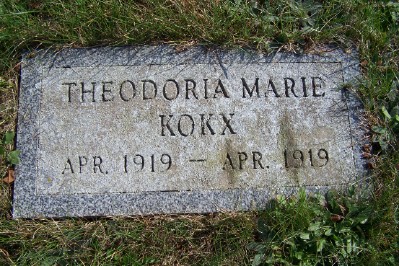 THEODORIA MARIE
KOKX
APR. 1919 — APR. 1919